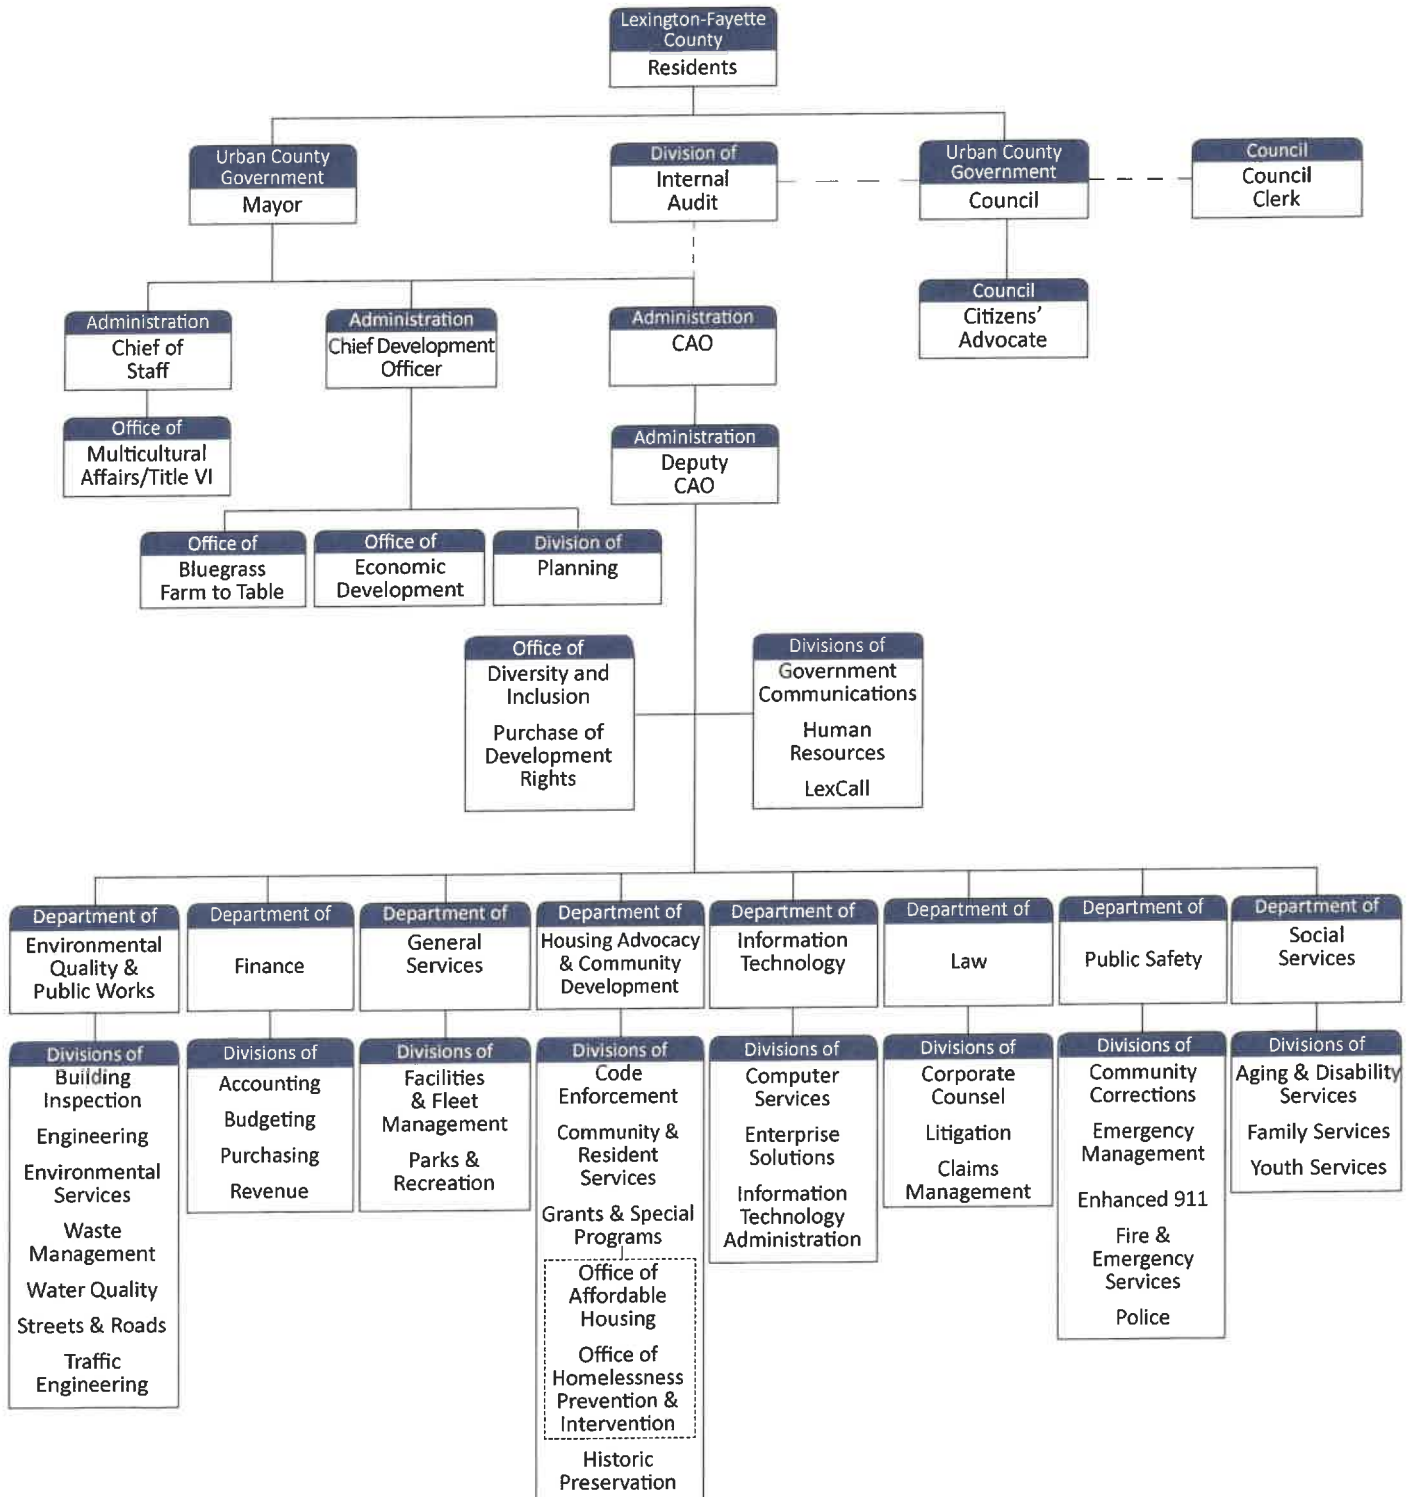 Lexington-Fayette
County
Residents
Urban County
Government
Mayor
Division of
Internal
Audit
Urban County
Government
Council
Council
Council
Clerk
Council
Citizens'
Advocate
Administration
Chief of
Staff
Administration
Chief Development
Officer
Administration
CAO
Office of
Multicultural
Affairs/Title VI
Administration
Deputy
CAO
Office of
Bluegrass
Farm to Table
Office of
Economic
Development
Division of
Planning
Office of
Diversity and
Inclusion
Purchase of
Development
Rights
Divisions of
Government
Communications
Human
Resources
LexCall
Department of
Environmental
Quality &
Public Works
Department of
Finance
Department of
General
Services
Department of
Housing Advocacy
& Community
Development
Department of
Information
Technology
Department of
Law
Department of
Public Safety
Department of
Social
Services
Divisions of
Building
Inspection
Engineering
Environmental
Services
Waste
Management
Water Quality
Streets & Roads
Traffic
Engineering
Divisions of
Accounting
Budgeting
Purchasing
Revenue
Divisions of
Facilities
& Fleet
Management
Parks &
Recreation
Divisions of
Code
Enforcement
Community &
Resident
Services
Grants & Special
Programs
Office of
Affordable
Housing
Office of
Homelessness
Prevention &
Intervention
Historic
Preservation
Divisions of
Computer
Services
Enterprise
Solutions
Information
Technology
Administration
Divisions of
Corporate
Counsel
Litigation
Claims
Management
Divisions of
Community
Corrections
Emergency
Management
Enhanced 911
Fire &
Emergency
Services
Police
Divisions of
Aging & Disability
Services
Family Services
Youth Services